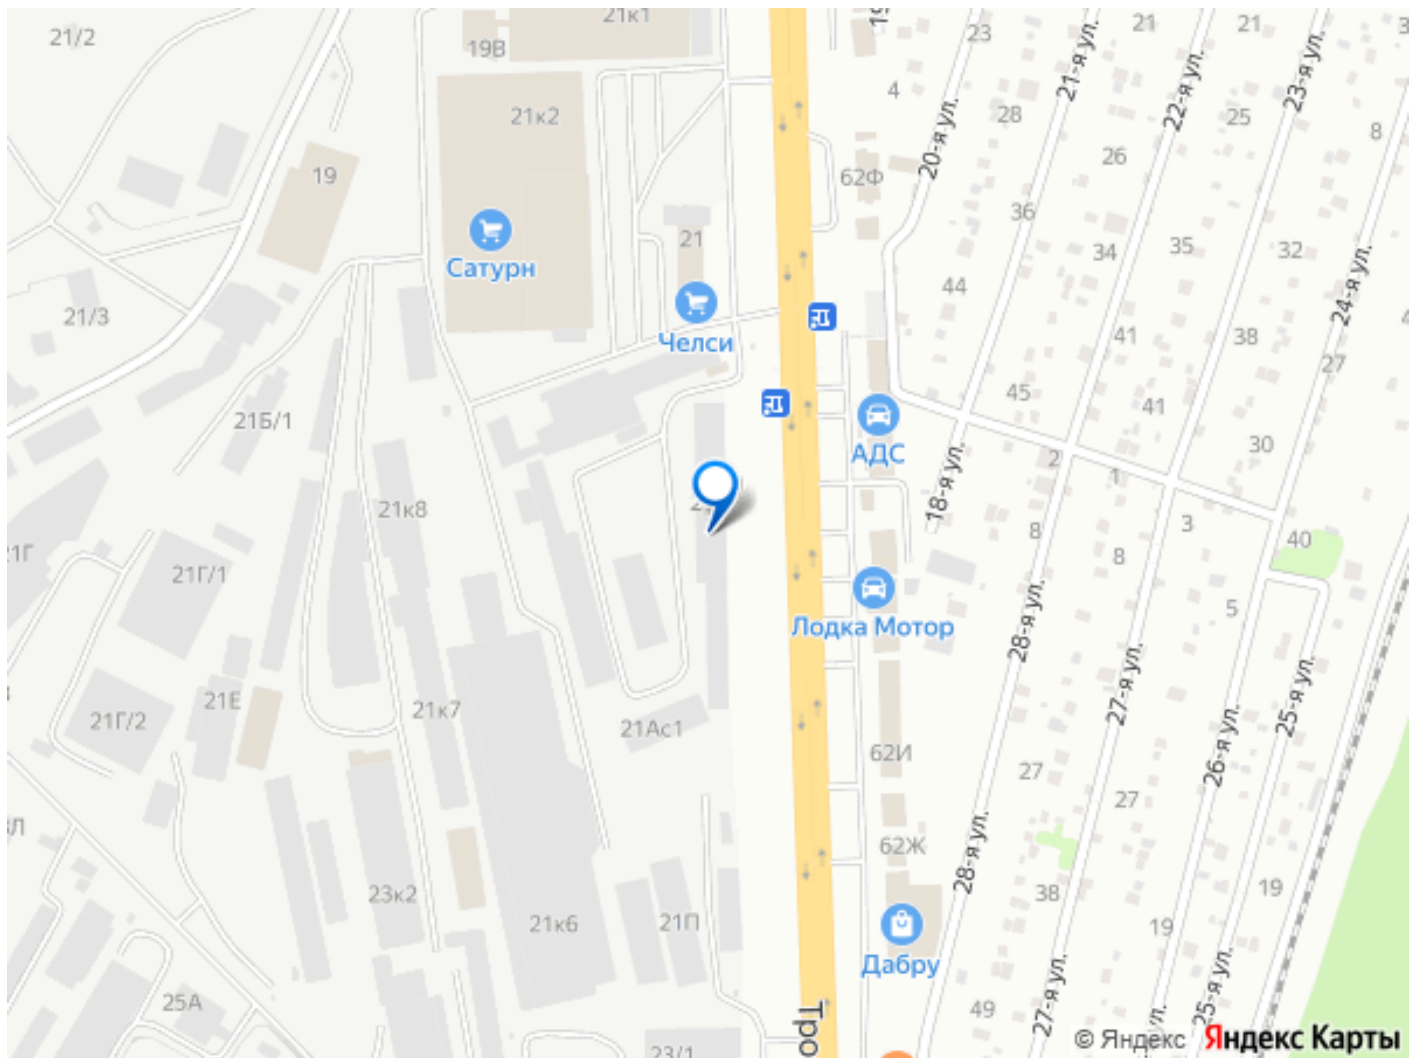 21/2
21к1
19В
23
21
21-я ул.
21
22-я ул.
23-я ул.
4
28
25
8
21к2
20-я ул.
26
19
62Ф
36
21
34
35
32
Сатурн
44
24-я ул.
21/3
Челси
41
38
27
45
41
21Б/1
АДС
30
2
1
18-я ул.
21к8
3
40
8
8
21Г
21Г/1
5
28-я ул.
Лодка Мотор
27-я ул.
25-я ул.
21Е
21к7
21Г/2
21Ас1
26-я ул.
62И
27
27
62Ж
28-я ул.
23к2
38
19
21к6
21П
19
Дабру
25-я ул.
25А
49
27-я ул.
Тро
23/1
© Яндекс Яндекс Карты